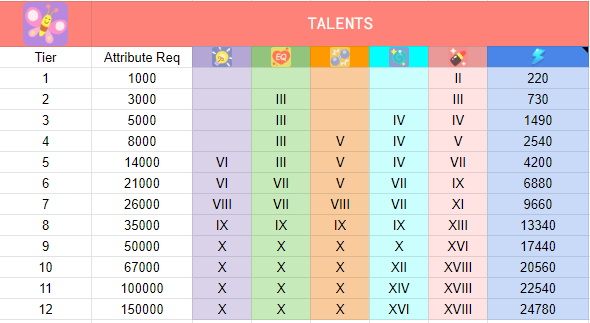 TALENTS
Tier Attribute Req EQ
1 1000 II 220
2 3000 III III 730
3 5000 III IV IV 1490
4 8000 III V IV V 2540
5 14000 VI III V IV VII 4200
6 21000 VI VII V VII IX 6880
7 26000 VIII VII VIII VII XI 9660
8 35000 IX IX IX IX XIII 13340
9 50000 X X X X XVI 17440
10 67000 X X X XII XVIII 20560
11 100000 X X X XIV XVIII 22540
12 150000 X X X XVI XVIII 24780